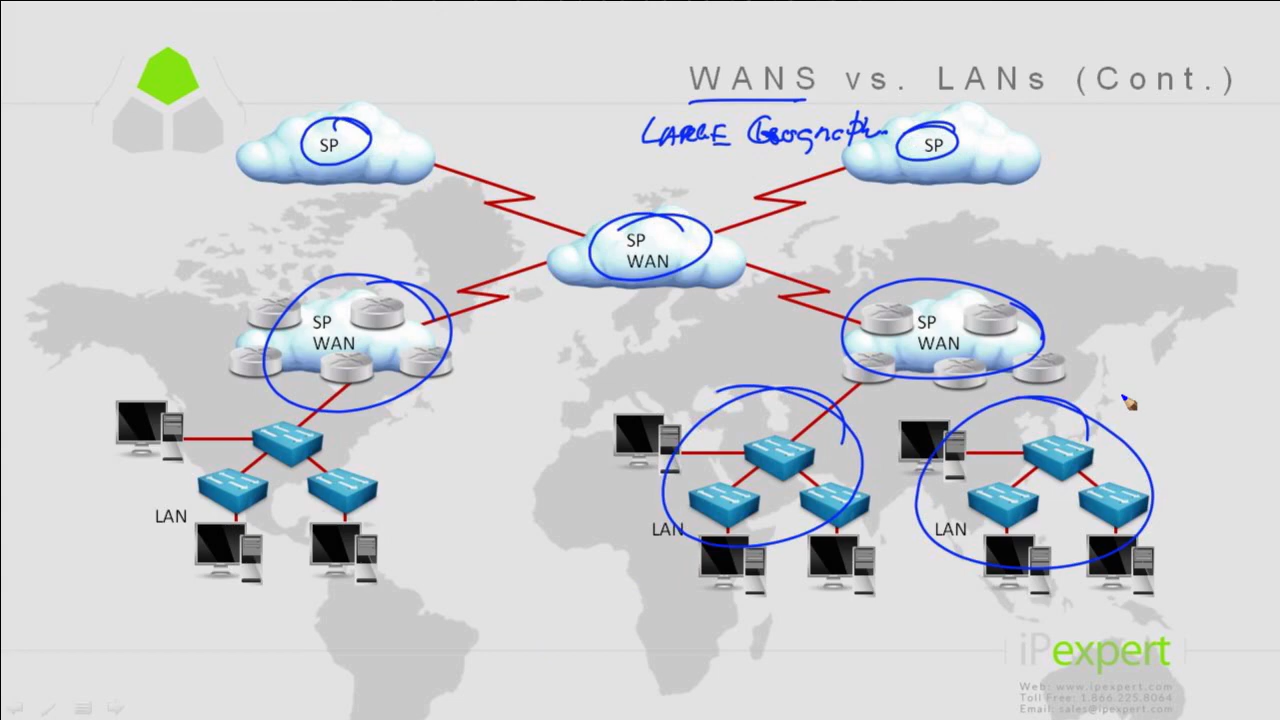 WANS vs. LANs (Cont.)
LARGE Geograph
SP
SP
SP
WAN
SP
WAN
SP
WAN
LAN
LAN
LAN
iPexpert
Web: www.ipexpert.com
Toll Free: 1.866.225.8064
Email: sales@ipexpert.com